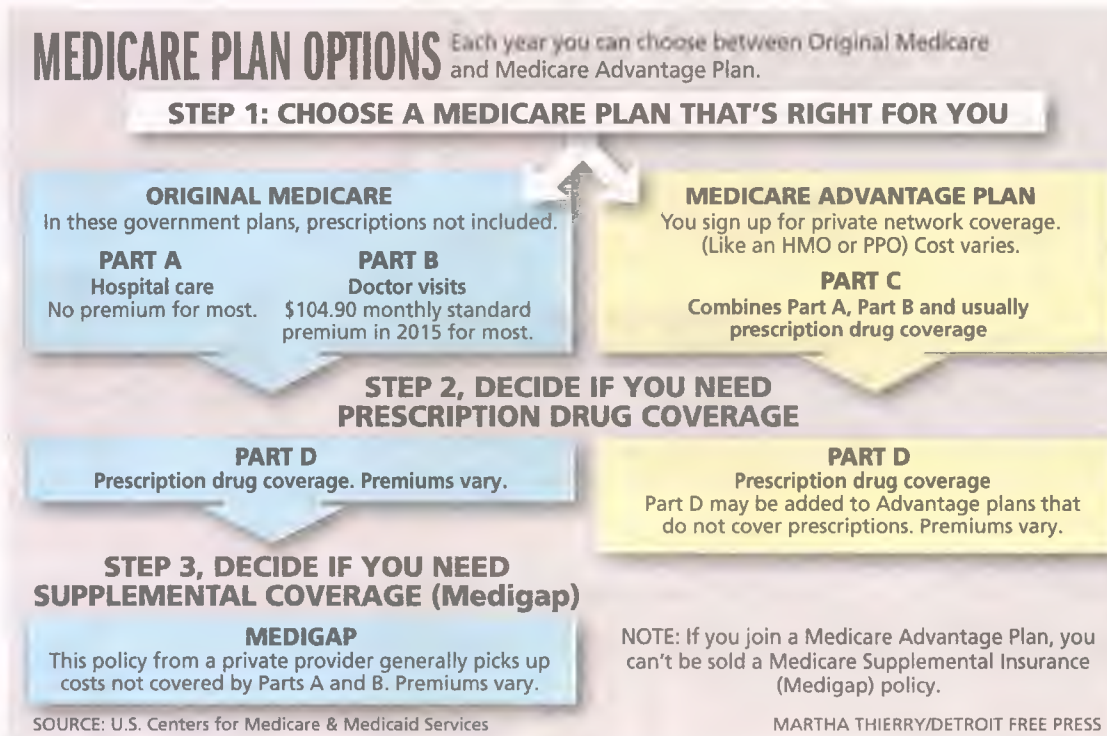 MEDICARE PLAN OPTIONS
Each year you can choose between Original Medicare
and Medicare Advantage Plan.
STEP 1: CHOOSE A MEDICARE PLAN THAT'S RIGHT FOR YOU
ORIGINAL MEDICARE
In these government plans, prescriptions not included.
PART A
Hospital care
No premium for most.
PART B
Doctor visits
$104.90 monthly standard
premium in 2015 for most.
MEDICARE ADVANTAGE PLAN
You sign up for private network coverage.
(Like an HMO or PPO) Cost varies.
PART C
Combines Part A, Part B and usually
prescription drug coverage
STEP 2, DECIDE IF YOU NEED
PRESCRIPTION DRUG COVERAGE
PART D
Prescription drug coverage. Premiums vary.
PART D
Prescription drug coverage
Part D may be added to Advantage plans that
do not cover prescriptions. Premiums vary.
STEP 3, DECIDE IF YOU NEED
SUPPLEMENTAL COVERAGE (Medigap)
MEDIGAP
This policy from a private provider generally picks up
costs not covered by Parts A and B. Premiums vary.
NOTE: If you join a Medicare Advantage Plan, you
can't be sold a Medicare Supplemental Insurance
(Medigap) policy.
SOURCE: U.S. Centers for Medicare & Medicaid Services
MARTHA THIERRY/DETROIT FREE PRESS